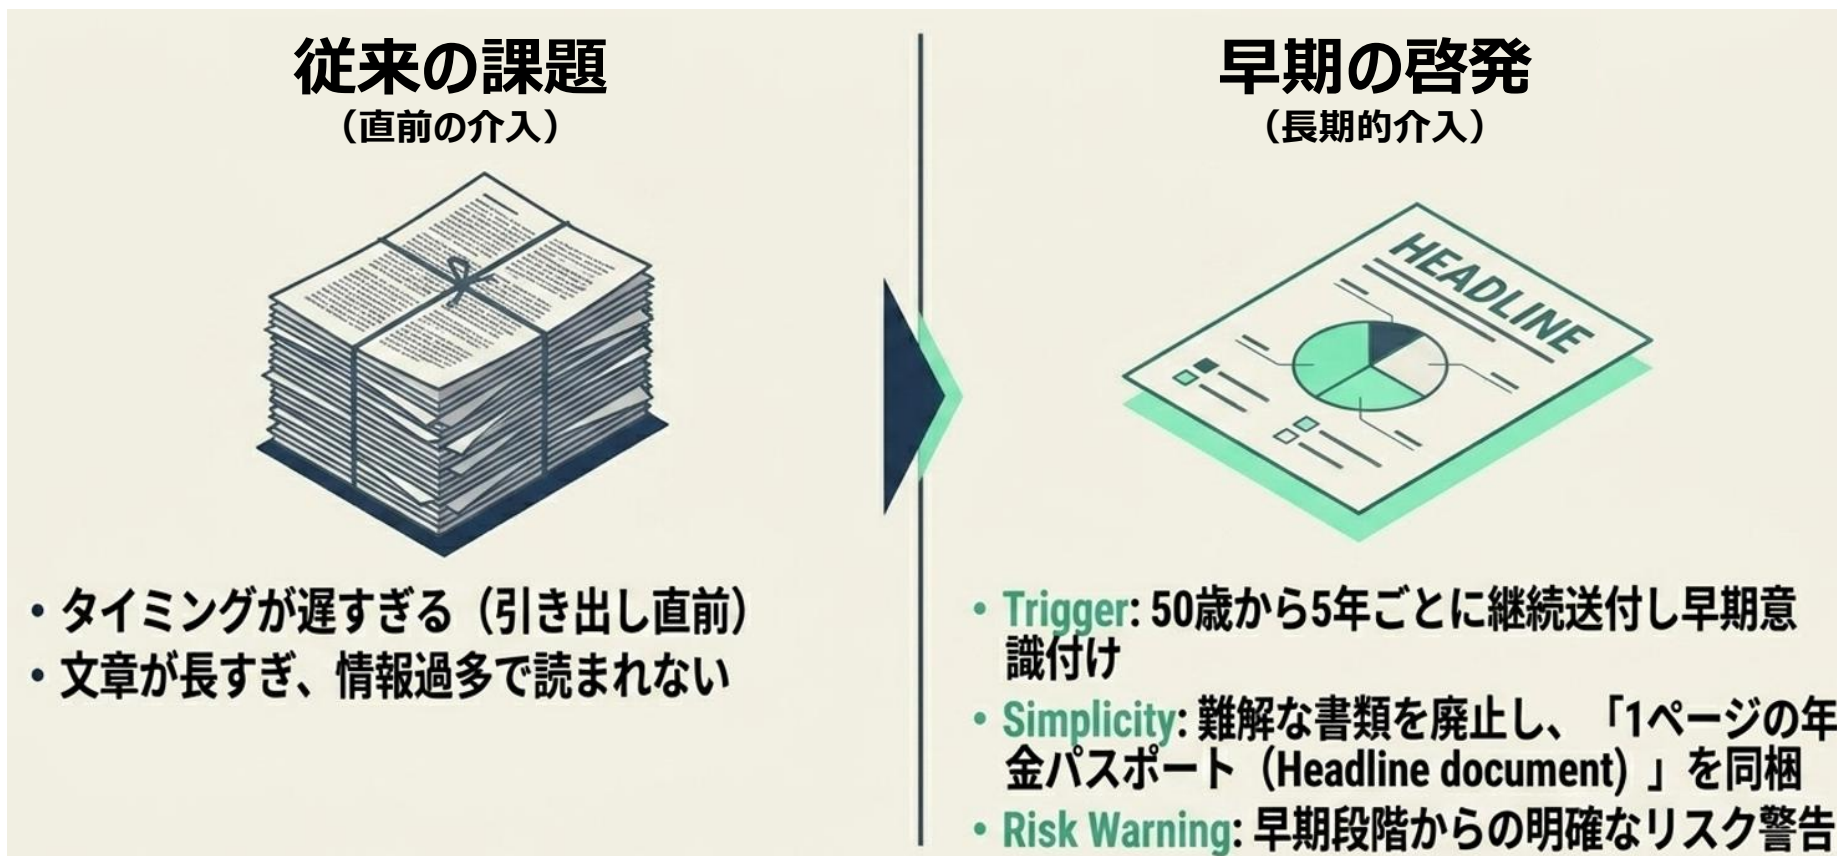 従来の課題
（直前の介入）
• タイミングが遅すぎる（引き出し直前）
• 文章が長すぎ、情報過多で読まれない
早期の啓発
（長期的介入）
HEADLINE
• Trigger: 50歳から5年ごとに継続送付し早期意
識付け
• Simplicity: 難解な書類を廃止し、「1ページの年
金パスポート（Headline document）」を同梱
• Risk Warning: 早期段階からの明確なリスク警告